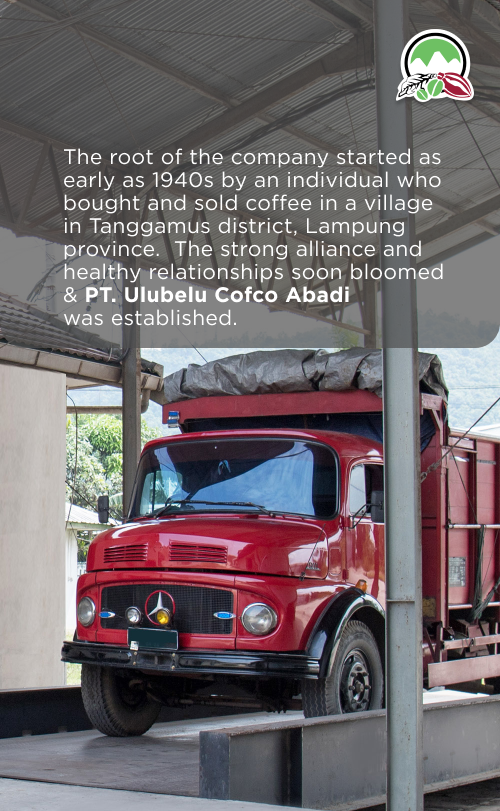 The root of the company started as
early as 1940s by an individual who
bought and sold coffee in a village
in Tanggamus district, Lampung
province. The strong alliance and
healthy relationships soon bloomed
& PT. Ulubelu Cofco Abadi
was established.